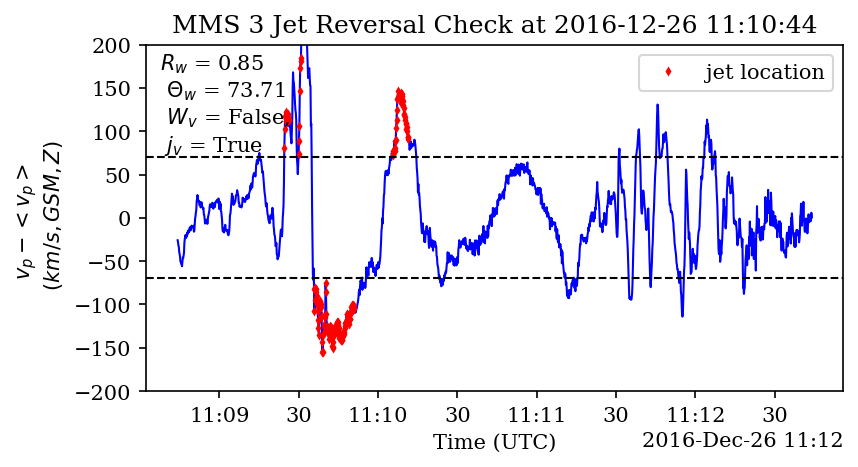 MMS 3 Jet Reversal Check at 2016-12-26 11:10:44
200
150
100
50
0
−50
−100
−150
−200
v_p − < v_p >
(km/s, GSM, Z)
R_w = 0.85
Θ_w = 73.71
W_v = False
j_v = True
jet location
11:09 30 11:10 30 11:11 30 11:12 30
Time (UTC)
2016-Dec-26 11:12